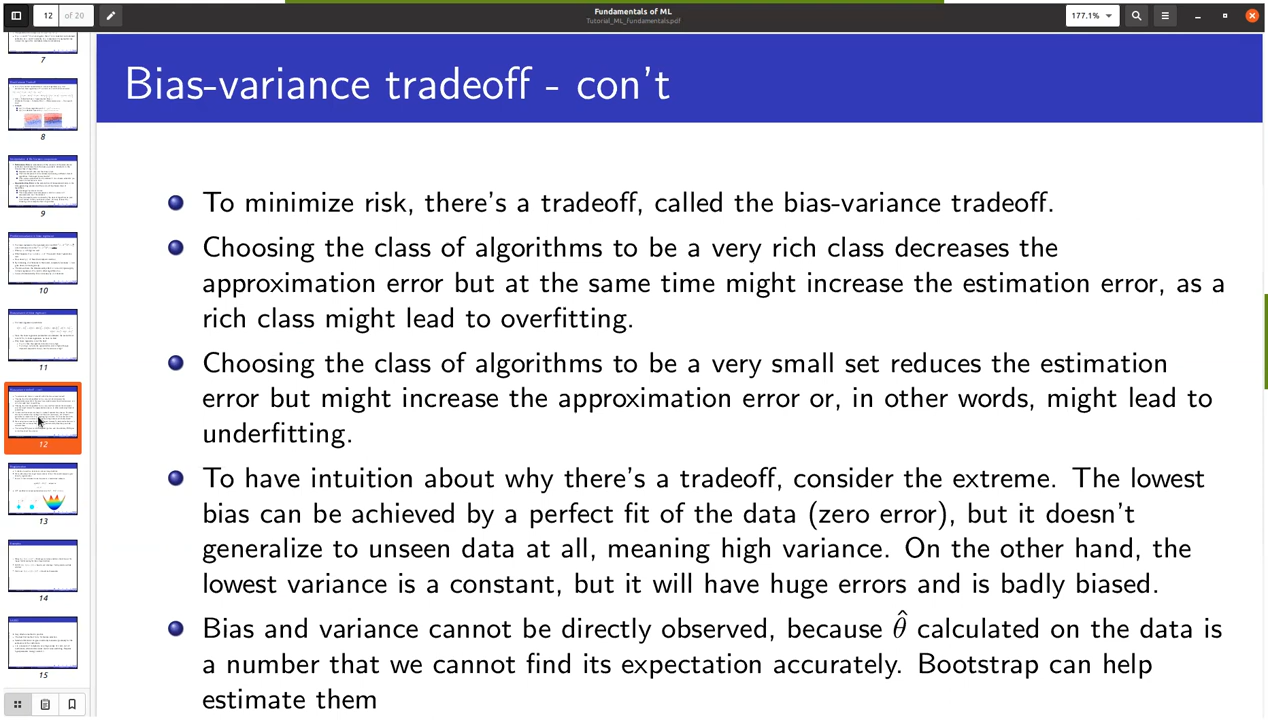 Fundamentals of ML
Tutorial_ML_fundamentals.pdf
12 of 20
177.1%
7
8
9
10
11
12
13
14
15
Bias-variance tradeoff - con't
To minimize risk, there's a tradeoff, called the bias-variance tradeoff.
Choosing the class of algorithms to be a very rich class decreases the
approximation error but at the same time might increase the estimation error, as a
rich class might lead to overfitting.
Choosing the class of algorithms to be a very small set reduces the estimation
error but might increase the approximation error or, in other words, might lead to
underfitting.
To have intuition about why there's a tradeoff, consider the extreme. The lowest
bias can be achieved by a perfect fit of the data (zero error), but it doesn't
generalize to unseen data at all, meaning high variance. On the other hand, the
lowest variance is a constant, but it will have huge errors and is badly biased.
Bias and variance cannot be directly observed, because θ̂ calculated on the data is
a number that we cannot find its expectation accurately. Bootstrap can help
estimate them